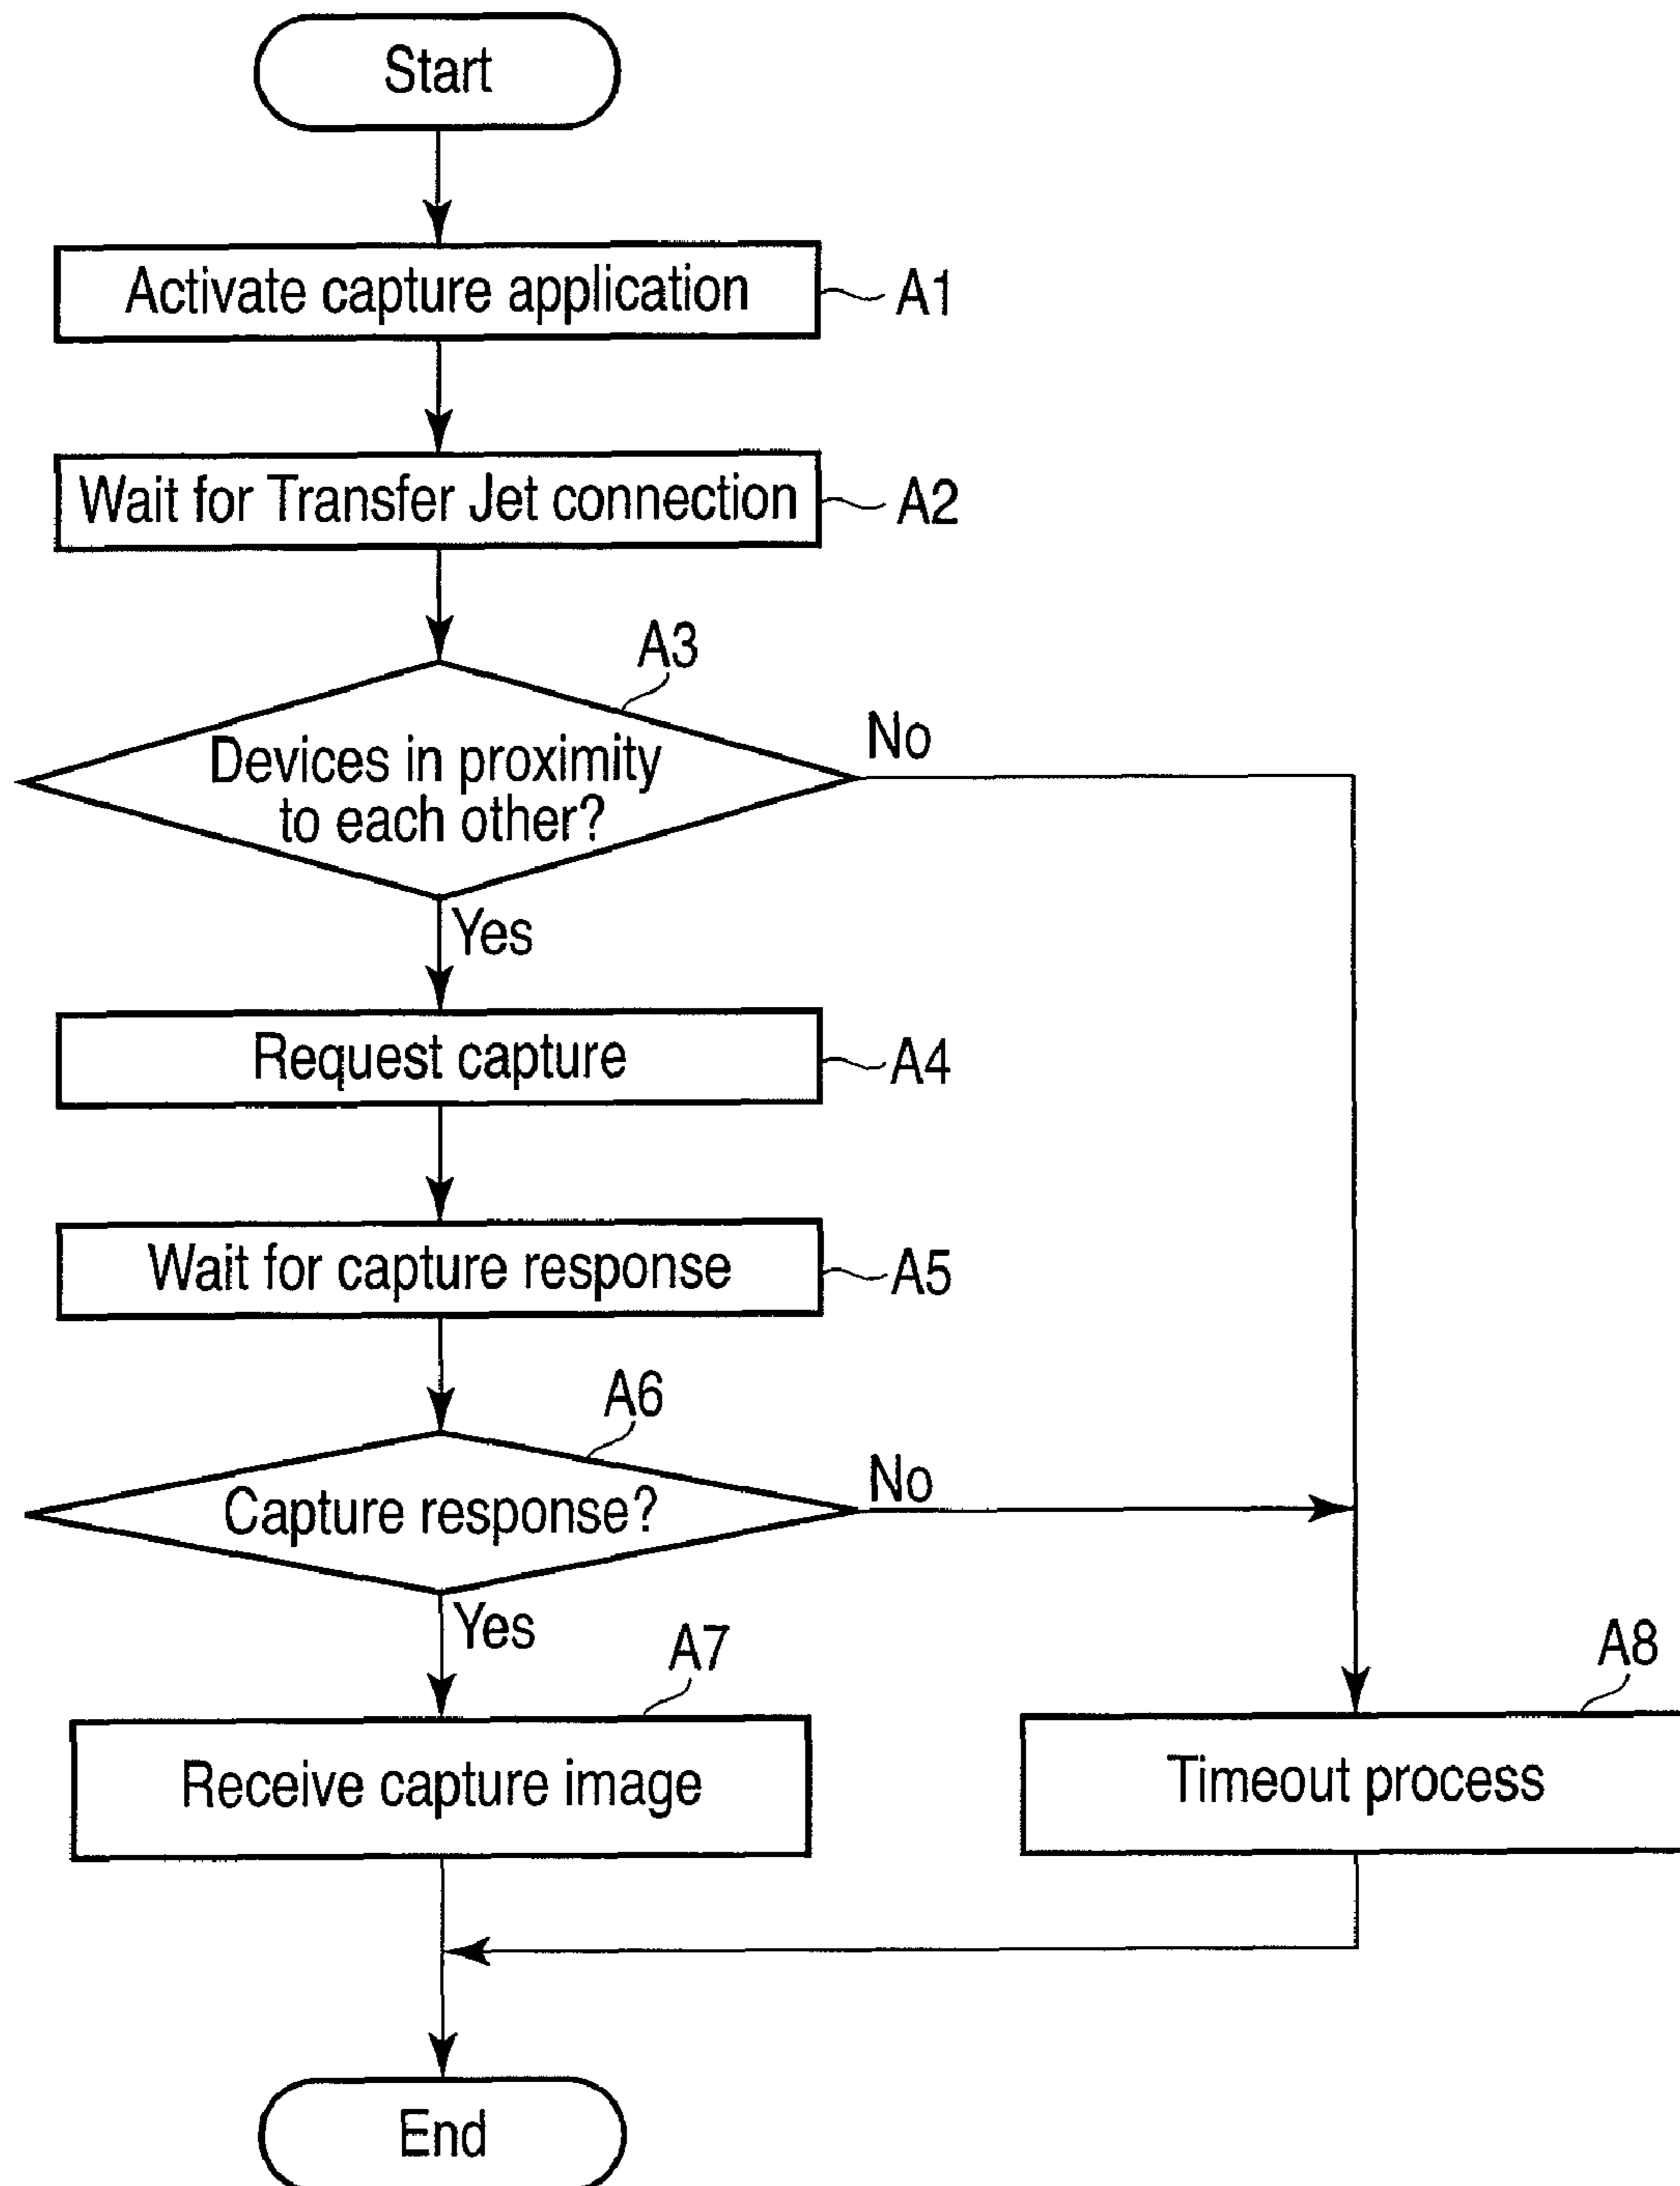 Start
Activate capture application
A1
Wait for Transfer Jet connection
A2
A3
Devices in proximity
to each other?
No
Yes
Request capture
A4
Wait for capture response
A5
A6
Capture response?
No
Yes
A7
Receive capture image
A8
Timeout process
End